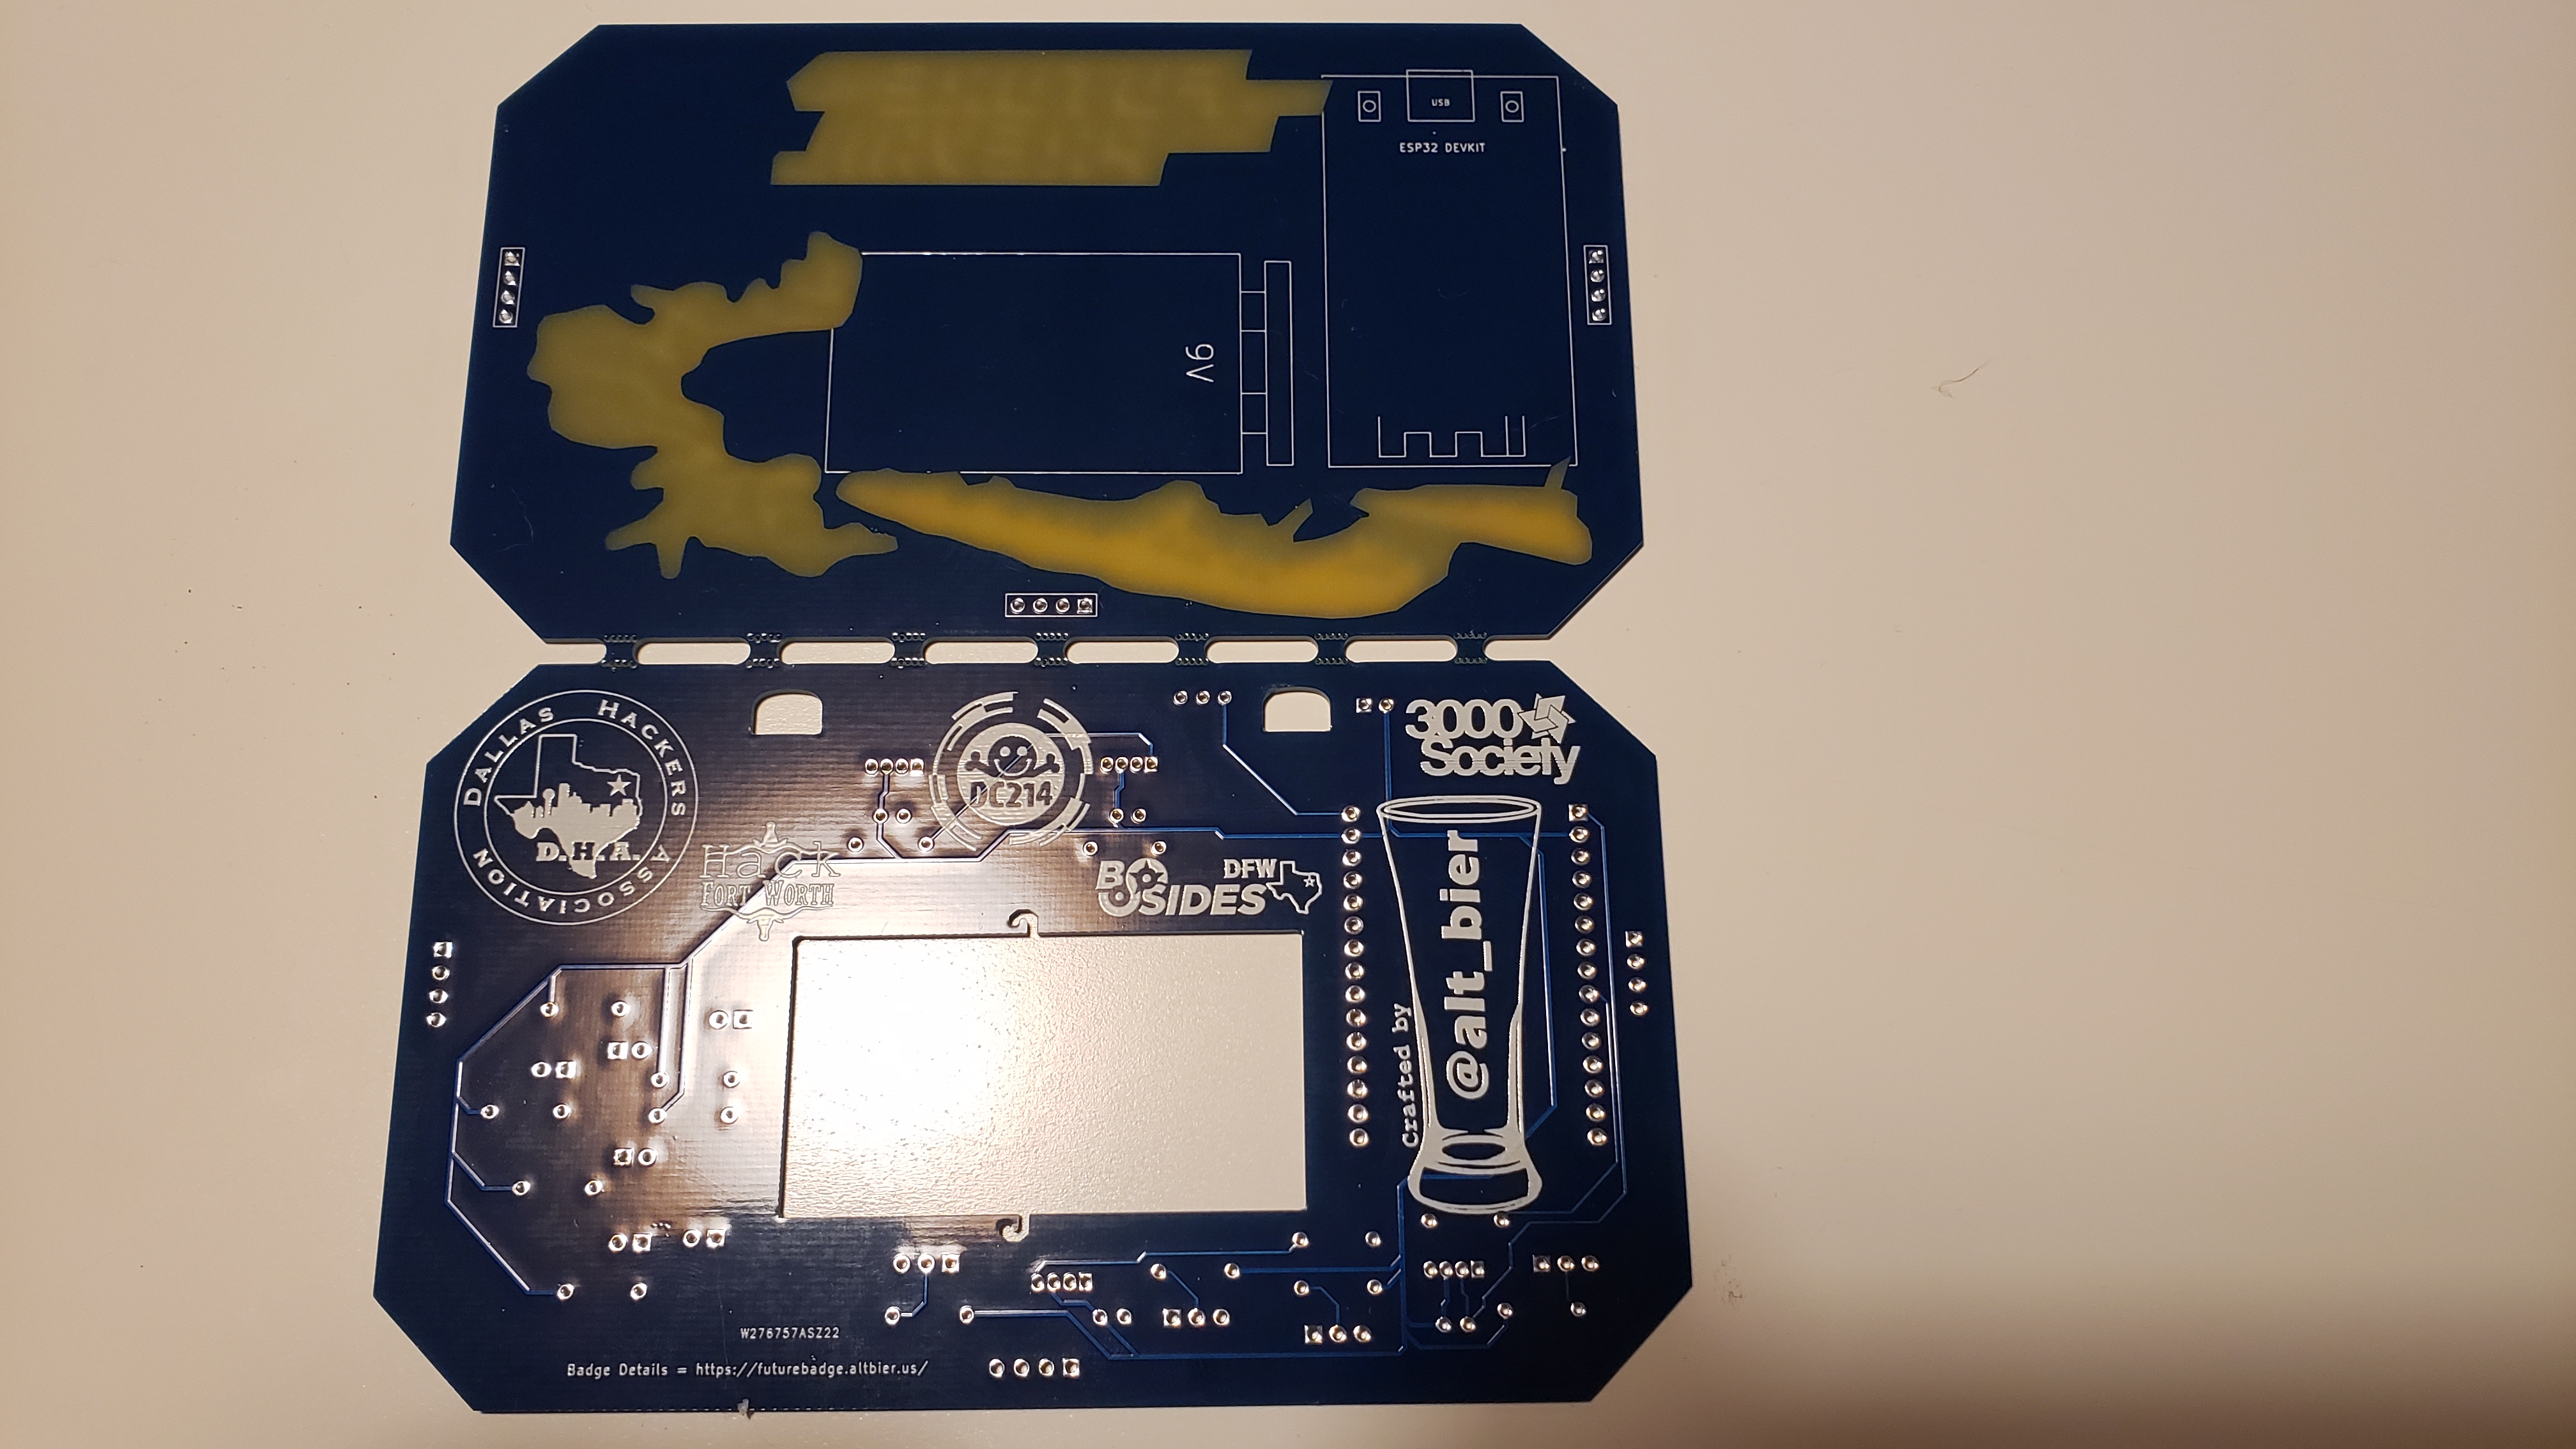 USB
ESP32 DEVKIT
9V
DALLAS HACKERS ASSOCIATION
D.H.A.
DC214
3000
Society
Hack
FORT WORTH
BSIDES
DFW
Crafted by
@alt_bier
W276757ASZ22
Badge Details = https://futurebadge.altbier.us/